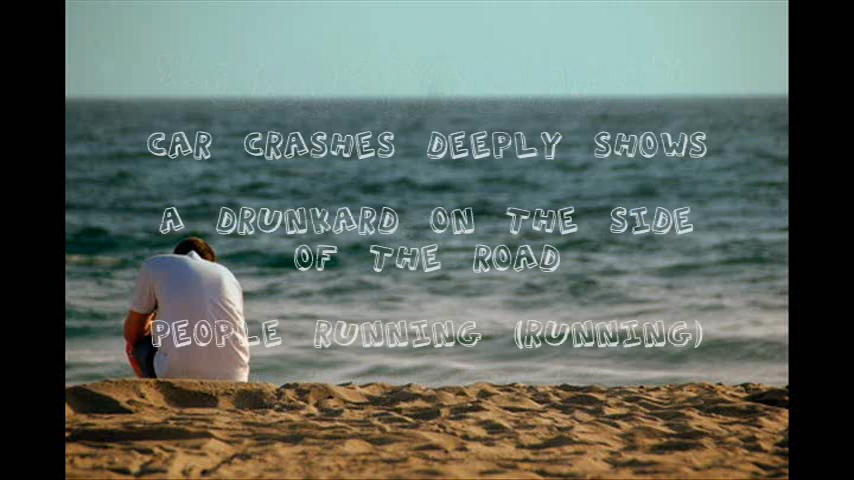 CAR CRASHES DEEPLY SHOWS
A DRUNKARD ON THE SIDE
OF THE ROAD
PEOPLE RUNNING (RUNNING)